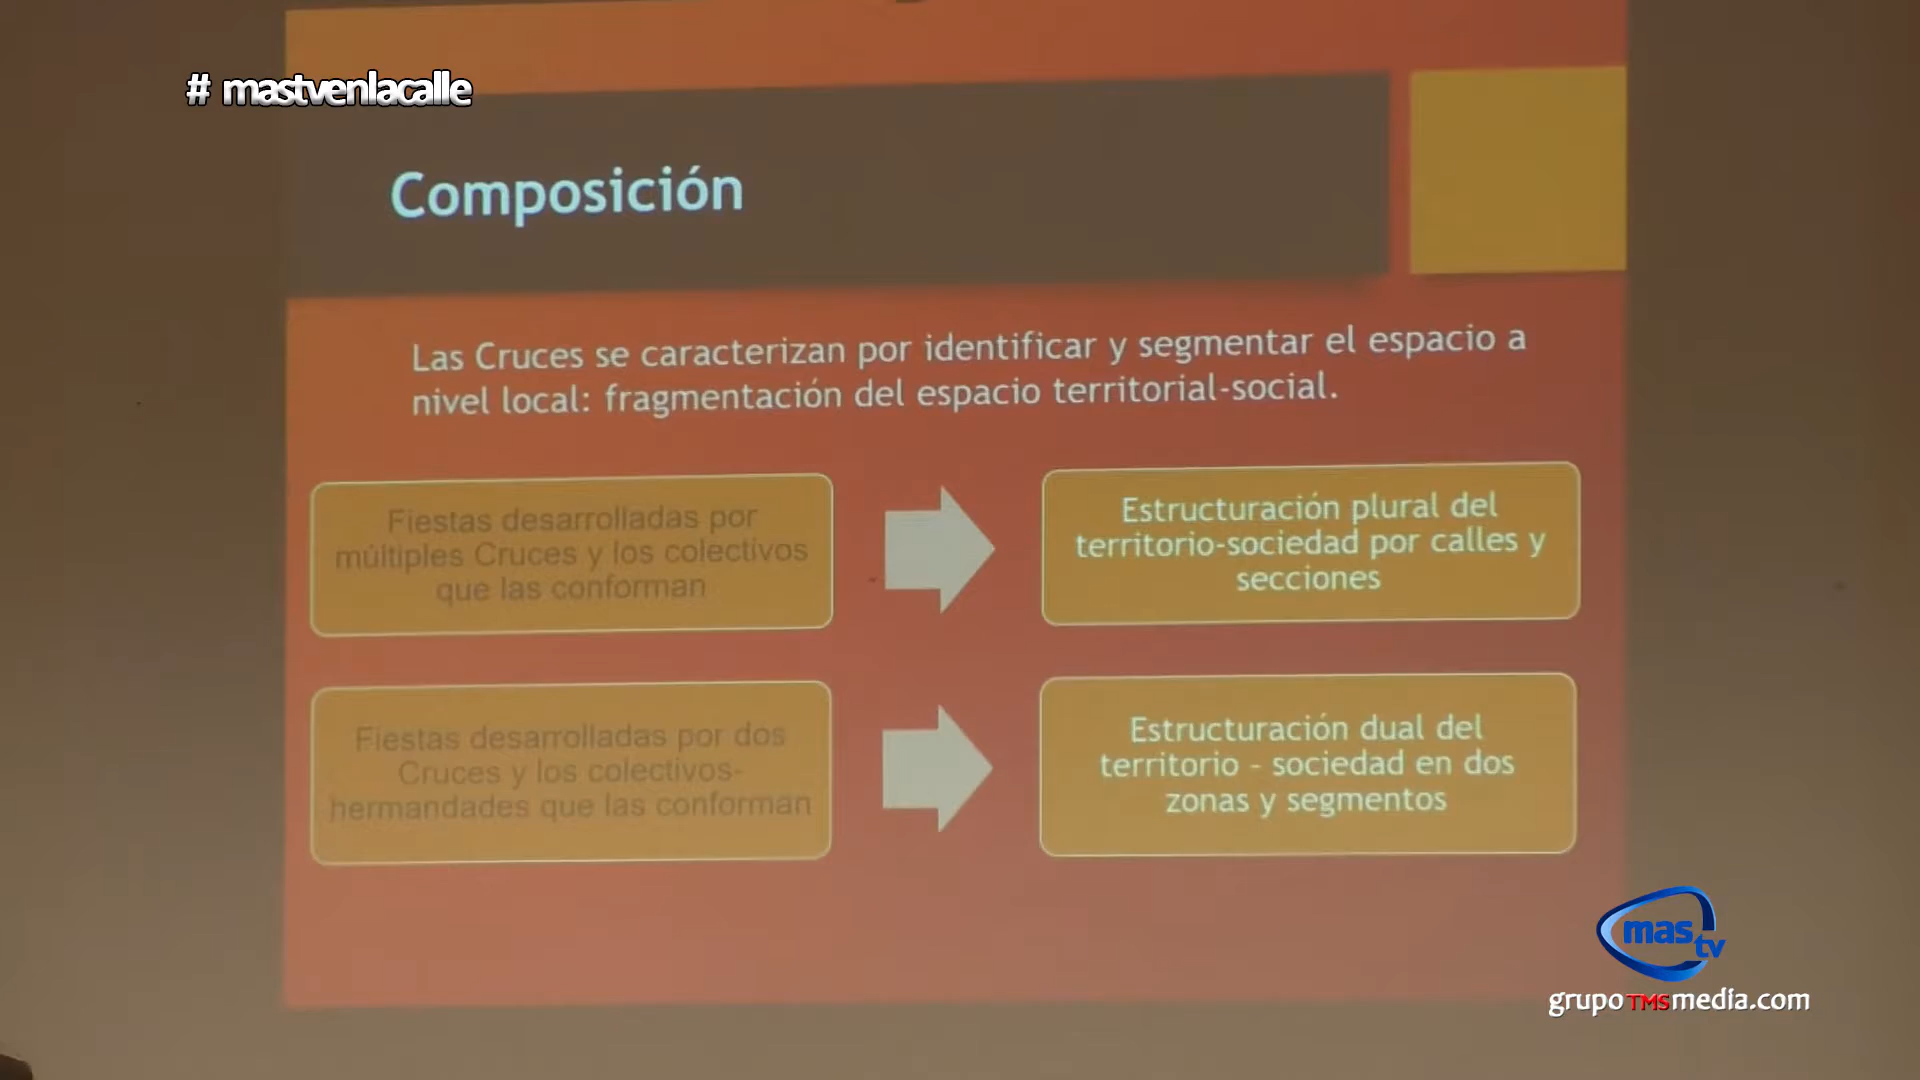 # mastvenlacalle
Composición
Las Cruces se caracterizan por identificar y segmentar el espacio a
nivel local: fragmentación del espacio territorial-social.
Fiestas desarrolladas por
múltiples Cruces y los colectivos
que las conforman
Estructuración plural del
territorio-sociedad por calles y
secciones
Fiestas desarrolladas por dos
Cruces y los colectivos-
hermandades que las conforman
Estructuración dual del
territorio - sociedad en dos
zonas y segmentos
mas tv
grupoTMSmedia.com